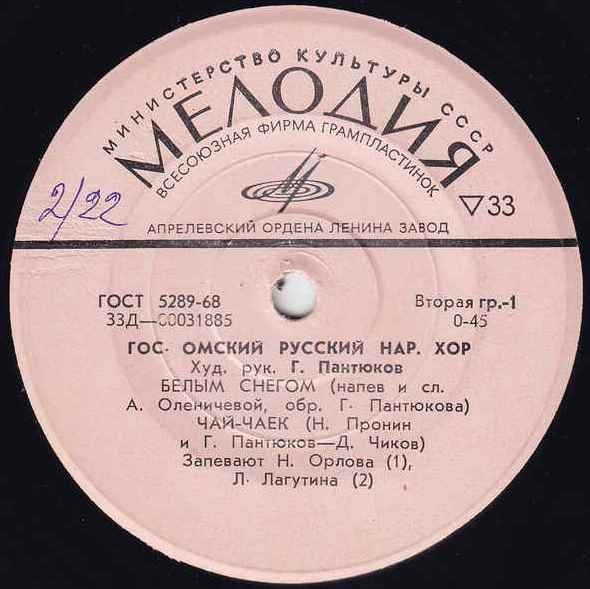 МИНИСТЕРСТВО КУЛЬТУРЫ СССР
МЕЛОДИЯ
ВСЕСОЮЗНАЯ ФИРМА ГРАМПЛАСТИНОК
2/22
▽33
АПРЕЛЕВСКИЙ ОРДЕНА ЛЕНИНА ЗАВОД
ГОСТ 5289-68 Вторая гр.-1
33Д—00031885 0-45
ГОС· ОМСКИЙ РУССКИЙ НАР. ХОР
Худ. рук. Г. Пантюков
БЕЛЫМ СНЕГОМ (напев и сл.
А. Оленичевой, обр. Г· Пантюкова)
ЧАЙ-ЧАЕК (Н. Пронин
и Г. Пантюков—Д. Чиков)
Запевают Н. Орлова (1),
Л· Лагутина (2)